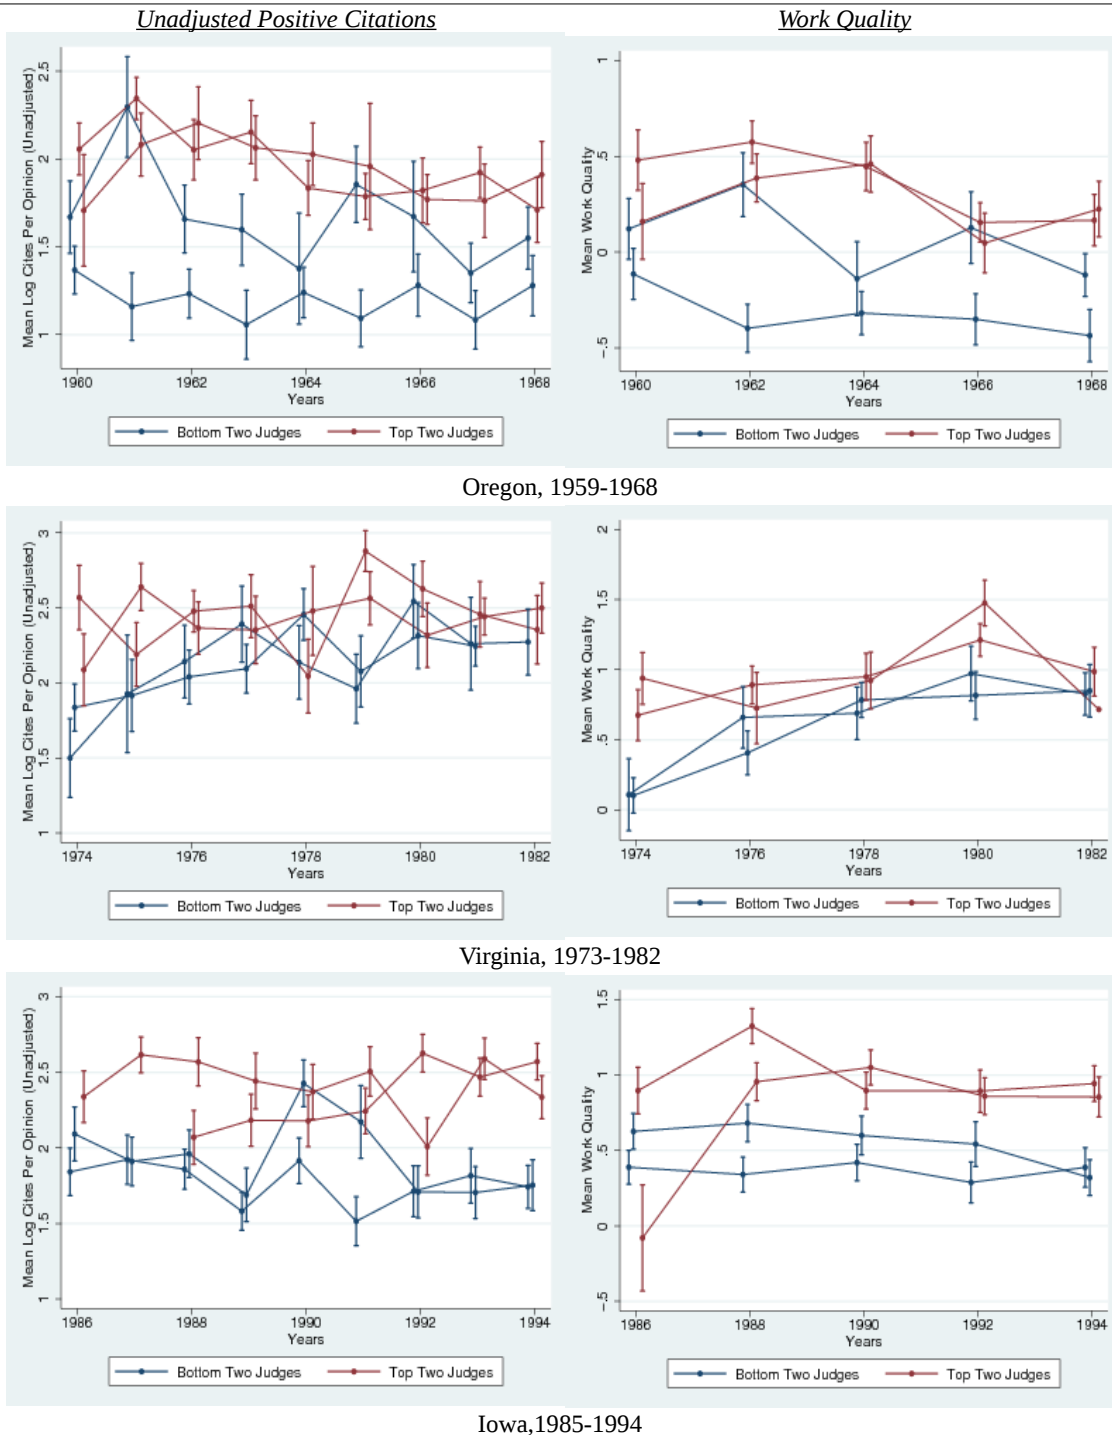 Unadjusted Positive Citations
Work Quality
Mean Log Cites Per Opinion (Unadjusted)
2.5
2
1.5
1
1960 1962 1964 1966 1968
Years
Bottom Two Judges Top Two Judges
Mean Work Quality
1
.5
0
-.5
1960 1962 1964 1966 1968
Years
Bottom Two Judges Top Two Judges
Oregon, 1959-1968
Mean Log Cites Per Opinion (Unadjusted)
3
2.5
2
1.5
1
1974 1976 1978 1980 1982
Years
Bottom Two Judges Top Two Judges
Mean Work Quality
2
1.5
1
.5
0
1974 1976 1978 1980 1982
Years
Bottom Two Judges Top Two Judges
Virginia, 1973-1982
Mean Log Cites Per Opinion (Unadjusted)
3
2.5
2
1.5
1
1986 1988 1990 1992 1994
Years
Bottom Two Judges Top Two Judges
Mean Work Quality
1.5
1
.5
0
-.5
1986 1988 1990 1992 1994
Years
Bottom Two Judges Top Two Judges
Iowa,1985-1994